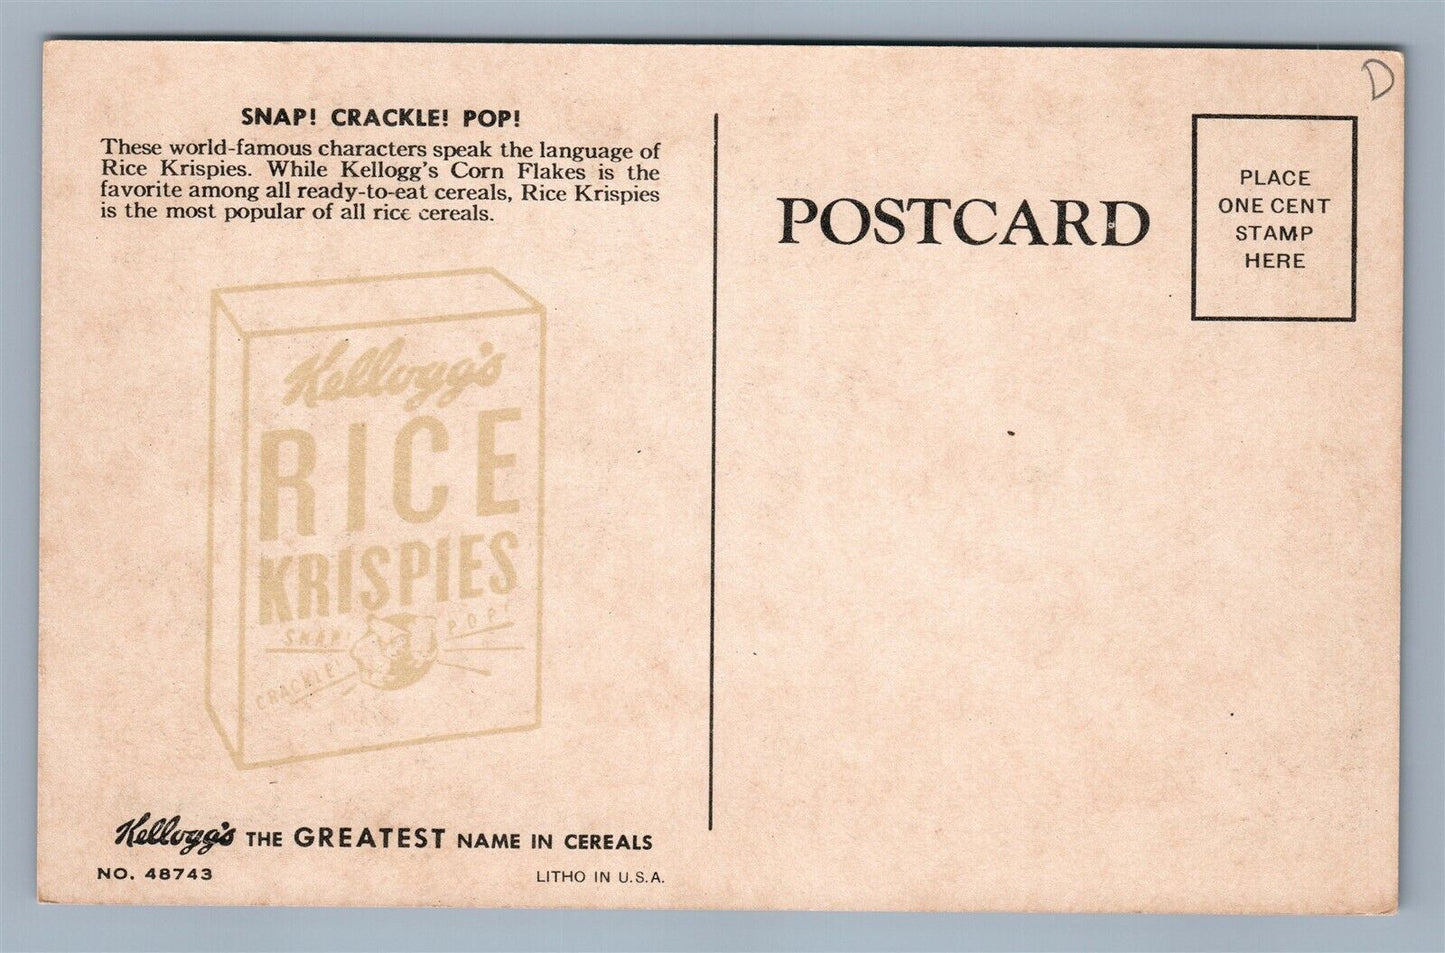 D
SNAP! CRACKLE! POP!
These world-famous characters speak the language of
Rice Krispies. While Kellogg's Corn Flakes is the
favorite among all ready-to-eat cereals, Rice Krispies
is the most popular of all rice cereals.
Kellogg's
RICE
KRISPIES
SNAP!
CRACKLE!
POP!
Kellogg's THE GREATEST NAME IN CEREALS
NO. 48743
LITHO IN U.S.A.
POSTCARD
PLACE
ONE CENT
STAMP
HERE